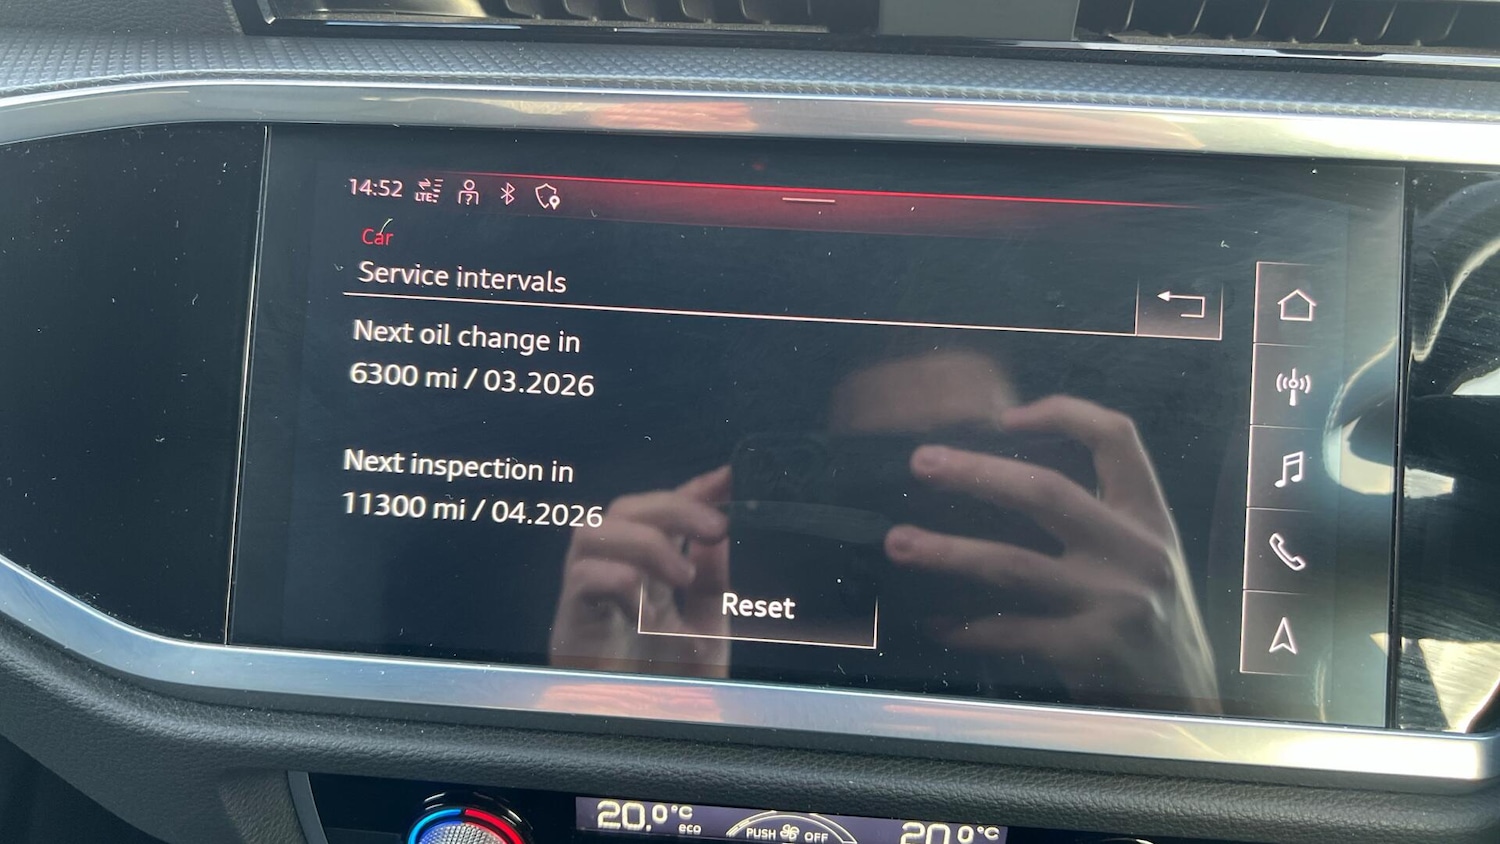 14:52 LTE
Car
Service intervals
Next oil change in
6300 mi / 03.2026
Next inspection in
11300 mi / 04.2026
Reset
20.0°C eco PUSH OFF 20.0°C